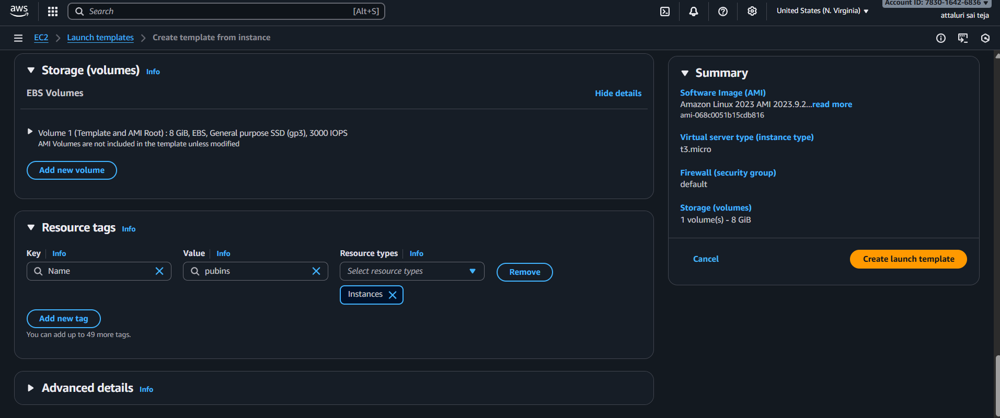 aws
Search
[Alt+S]
United States (N. Virginia)
Account ID: 7830-1642-6836
attaluri sai teja
EC2
Launch templates
Create template from instance
Storage (volumes) Info
EBS Volumes
Hide details
Volume 1 (Template and AMI Root) : 8 GiB, EBS, General purpose SSD (gp3), 3000 IOPS
AMI Volumes are not included in the template unless modified
Add new volume
Resource tags Info
Key Info
Value Info
Resource types Info
Name
pubins
Select resource types
Remove
Instances
Add new tag
You can add up to 49 more tags.
Advanced details Info
Summary
Software Image (AMI)
Amazon Linux 2023 AMI 2023.9.2...read more
ami-068c0051b15cdb816
Virtual server type (instance type)
t3.micro
Firewall (security group)
default
Storage (volumes)
1 volume(s) - 8 GiB
Cancel
Create launch template